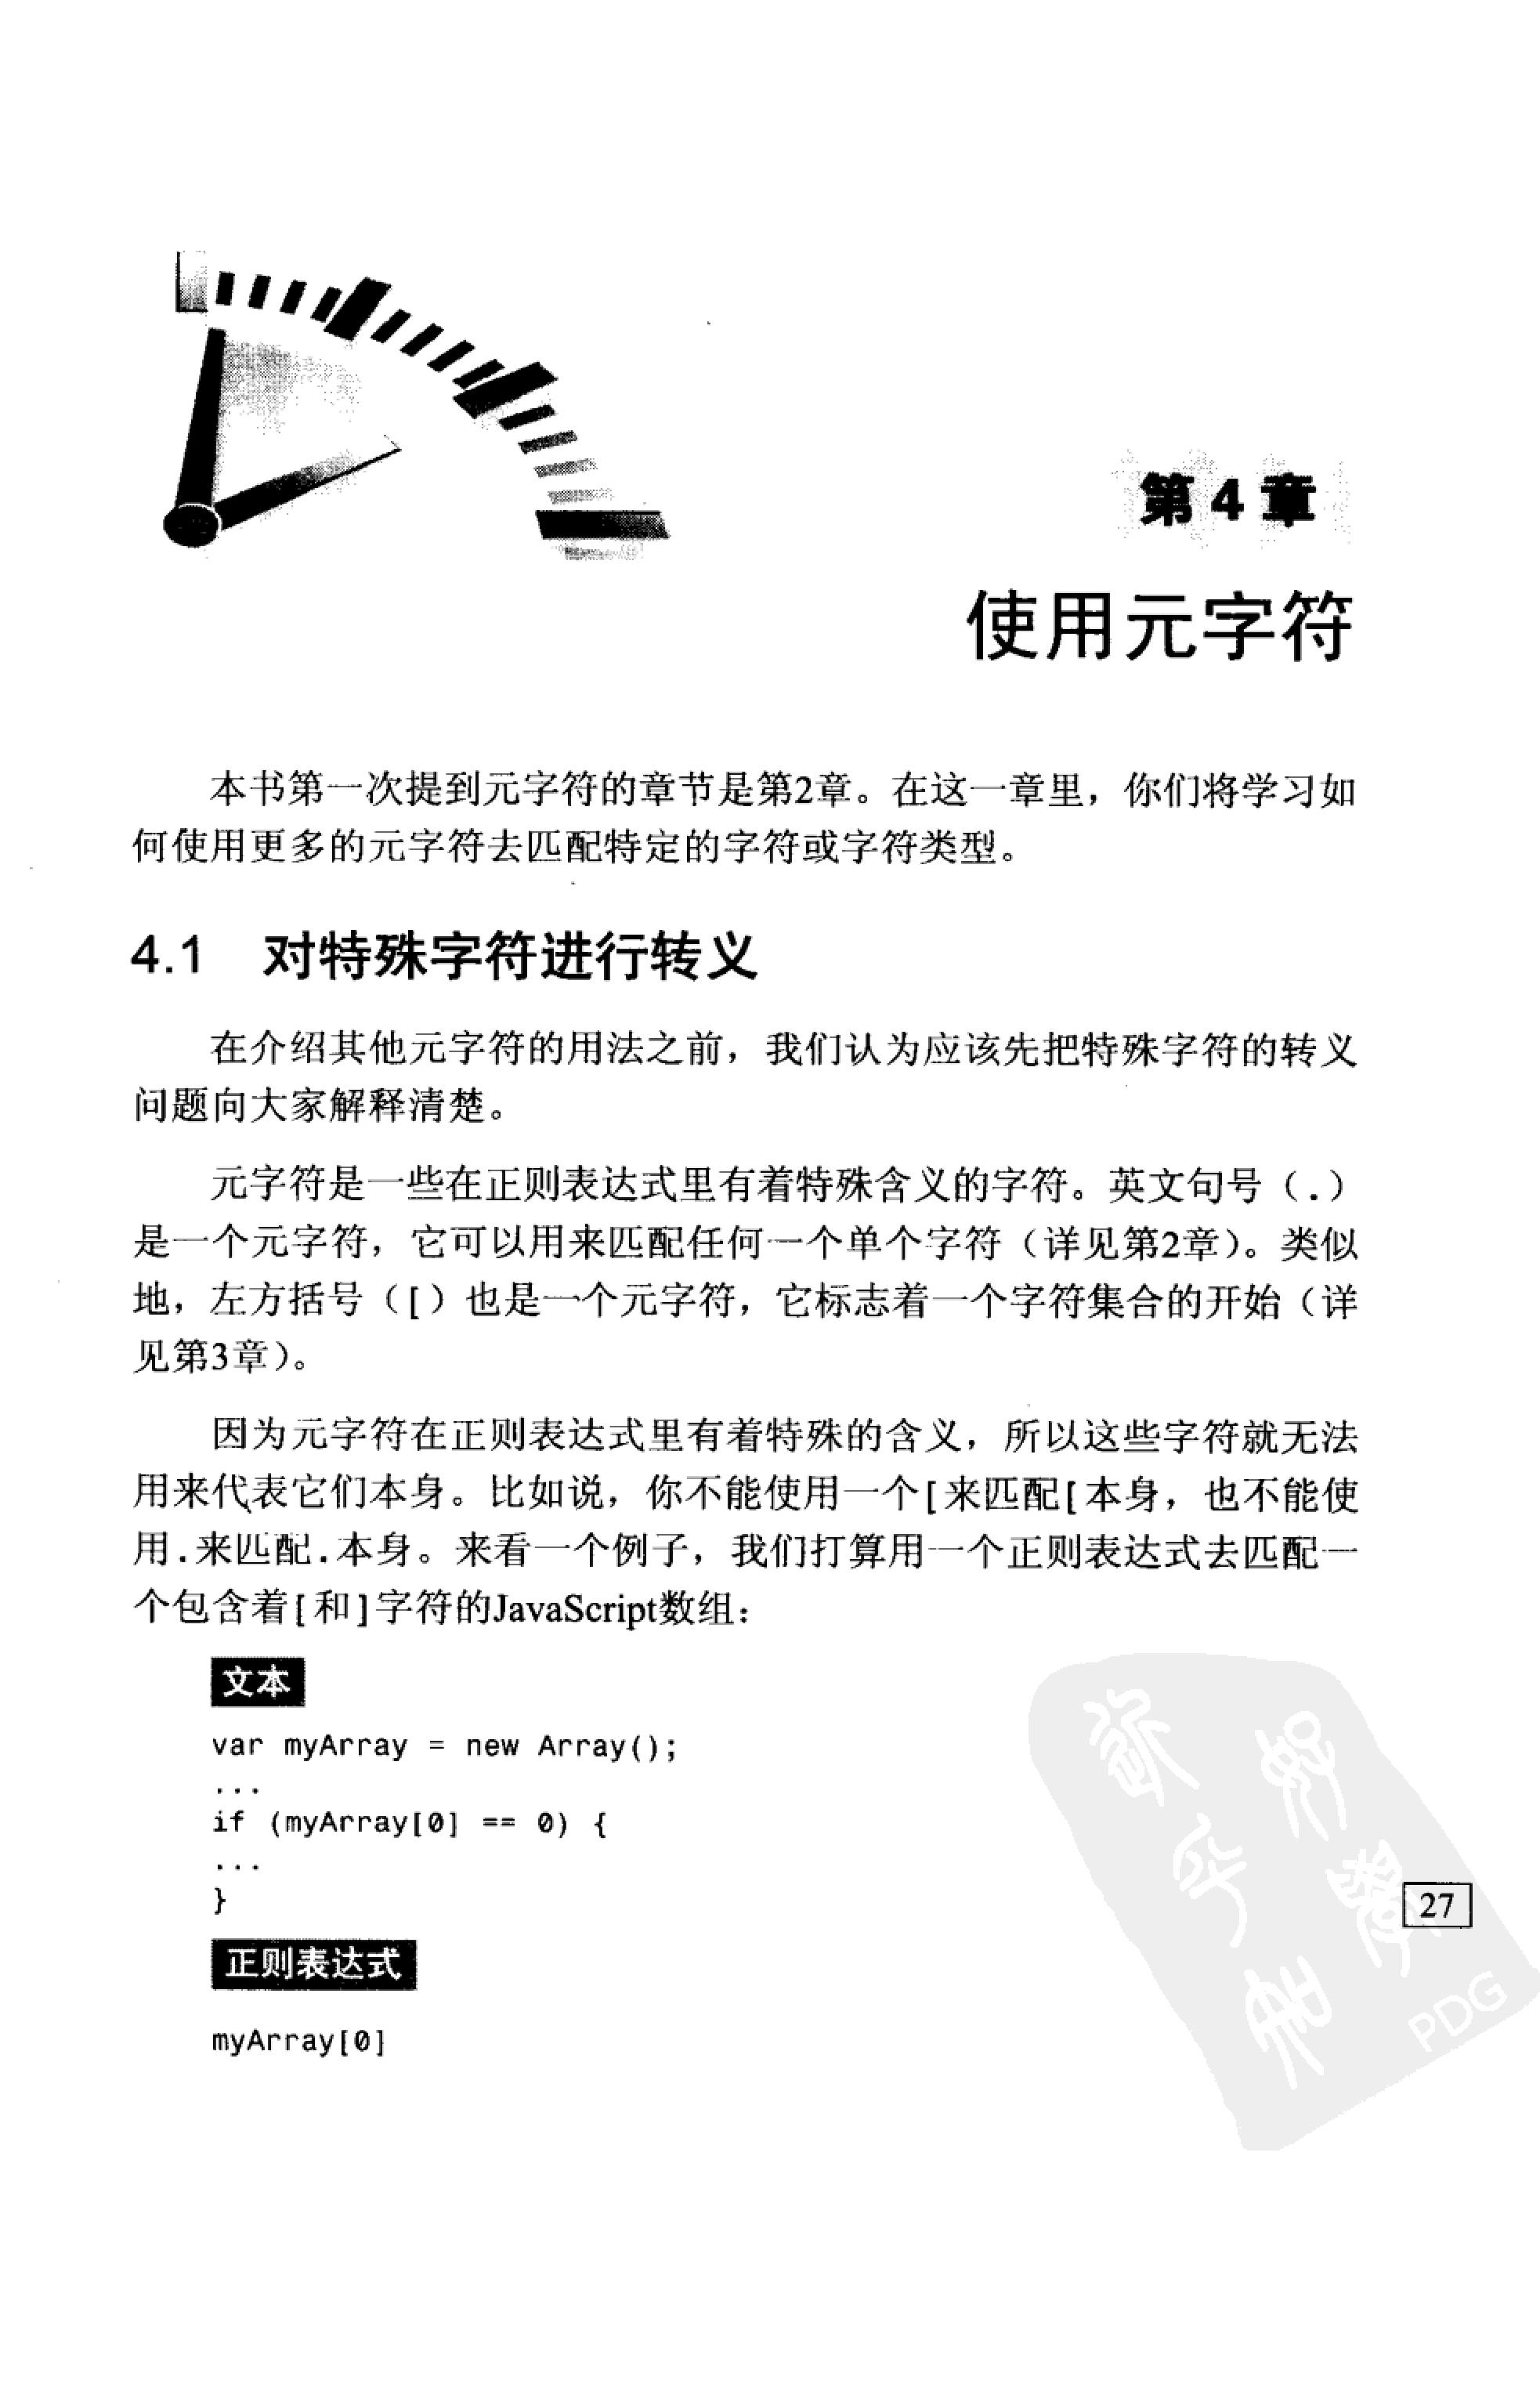 第4章
使用元字符
本书第一次提到元字符的章节是第2章。在这一章里，你们将学习如
何使用更多的元字符去匹配特定的字符或字符类型。
4.1 对特殊字符进行转义
在介绍其他元字符的用法之前，我们认为应该先把特殊字符的转义
问题向大家解释清楚。
元字符是一些在正则表达式里有着特殊含义的字符。英文句号（.）
是一个元字符，它可以用来匹配任何一个单个字符（详见第2章）。类似
地，左方括号（[）也是一个元字符，它标志着一个字符集合的开始（详
见第3章）。
因为元字符在正则表达式里有着特殊的含义，所以这些字符就无法
用来代表它们本身。比如说，你不能使用一个[来匹配[本身，也不能使
用.来匹配.本身。来看一个例子，我们打算用一个正则表达式去匹配一
个包含着[和]字符的JavaScript数组：
文本
var myArray = new Array();
...
if (myArray[0] == 0) {
...
}
27
正则表达式
myArray[0]
PDG